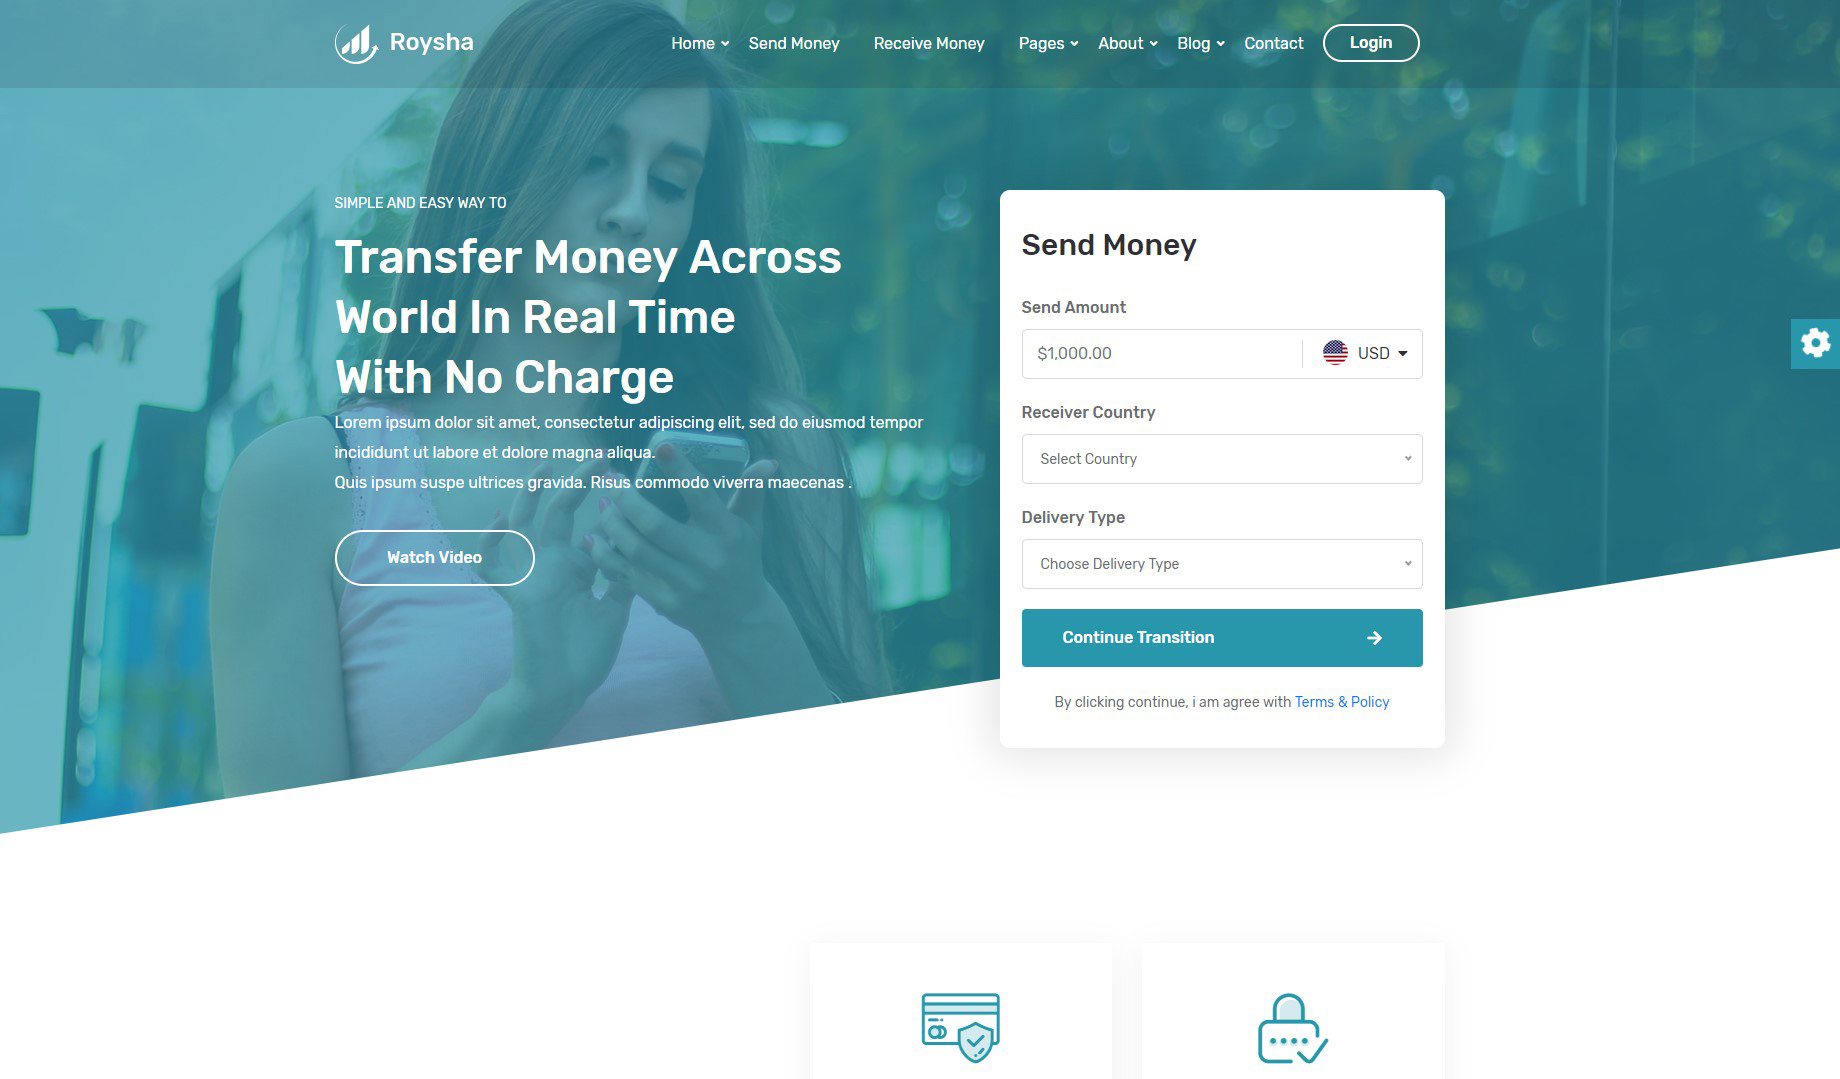 Roysha
Home
Send Money
Receive Money
Pages
About
Blog
Contact
Login
SIMPLE AND EASY WAY TO
Transfer Money Across
World In Real Time
With No Charge
Lorem ipsum dolor sit amet, consectetur adipiscing elit, sed do eiusmod tempor
incididunt ut labore et dolore magna aliqua.
Quis ipsum suspe ultrices gravida. Risus commodo viverra maecenas .
Watch Video
Send Money
Send Amount
$1,000.00
USD
Receiver Country
Select Country
Delivery Type
Choose Delivery Type
Continue Transition
By clicking continue, i am agree with Terms & Policy